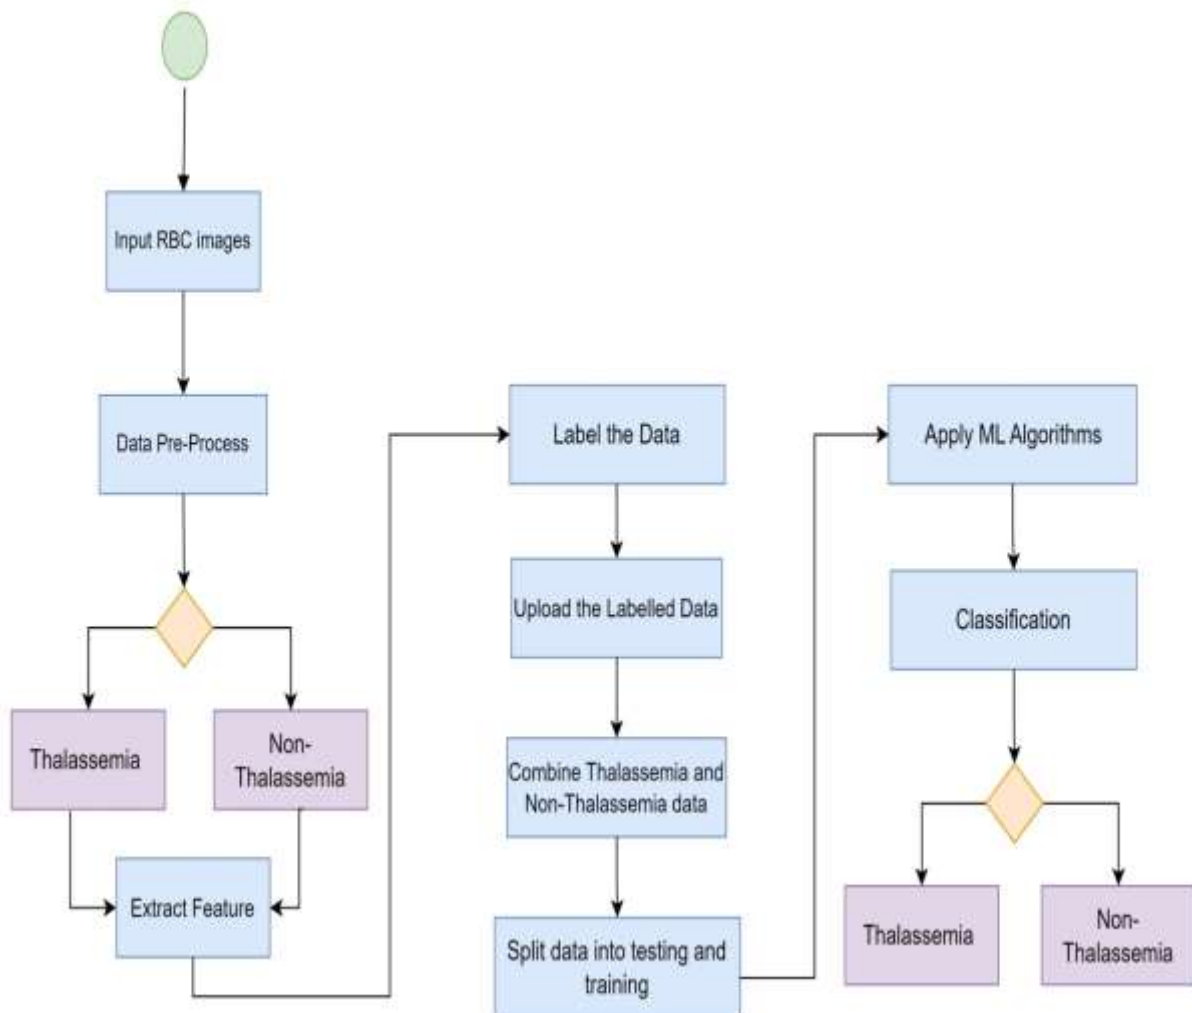 Input RBC images
Data Pre-Process
Thalassemia
Non-
Thalassemia
Extract Feature
Label the Data
Upload the Labelled Data
Combine Thalassemia and
Non-Thalassemia data
Split data into testing and
training
Apply ML Algorithms
Classification
Thalassemia
Non-
Thalassemia